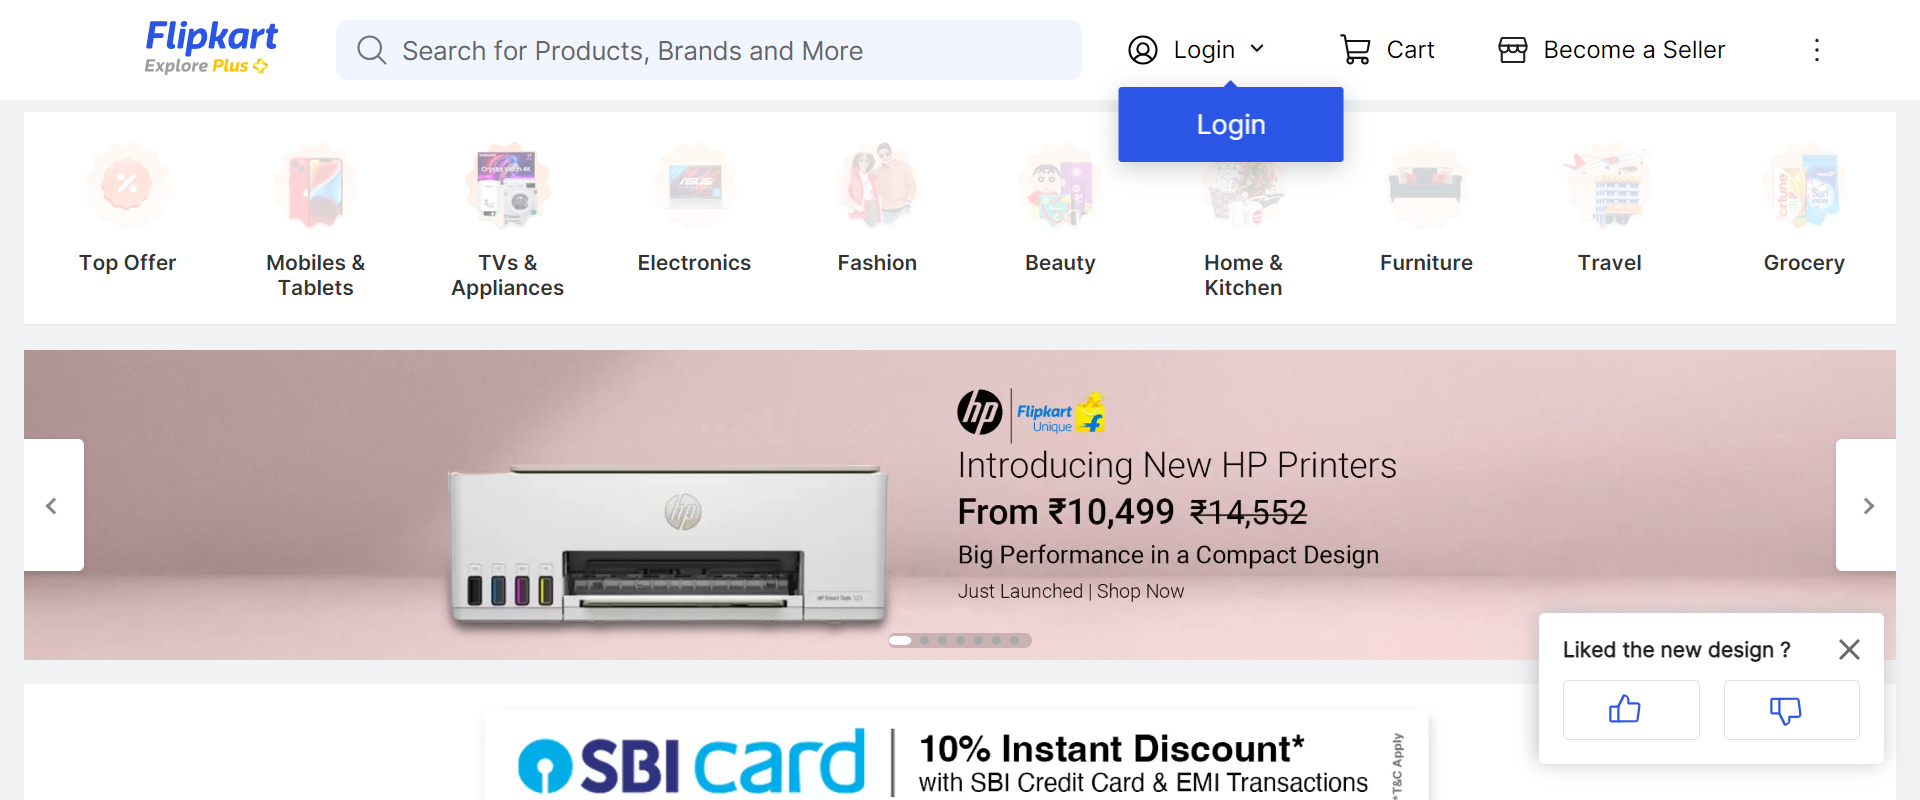 Flipkart
Explore Plus
Search for Products, Brands and More
Login
Cart
Become a Seller
Login
Top Offer
Mobiles & Tablets
TVs & Appliances
Electronics
Fashion
Beauty
Home & Kitchen
Furniture
Travel
Grocery
hp
Flipkart
Unique
Introducing New HP Printers
From ₹10,499 ₹14,552
Big Performance in a Compact Design
Just Launched | Shop Now
hp
Liked the new design ?
SBI card
10% Instant Discount*
with SBI Credit Card & EMI Transactions
*T&C Apply